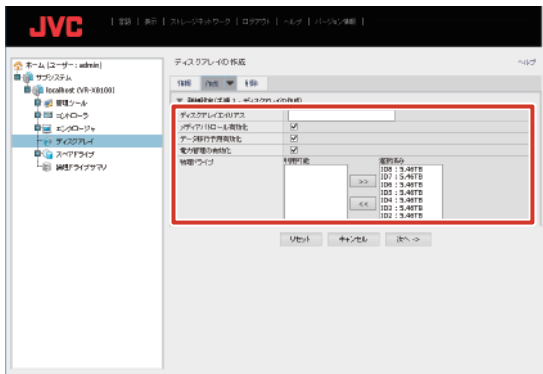 JVC
| 言語 | 表示 | ストレージネットワーク | ログアウト | ヘルプ | バージョン情報 |
ホーム (ユーザー: admin)
サブシステム
localhost (VR-X8100)
管理ツール
コントローラ
エンクロージャ
ディスクアレイ
スペアドライブ
論理ドライブサマリ
ディスクアレイの作成
ヘルプ
情報
作成
削除
ディスクアレイエイリアス
メディアパトロール有効化
データ移行予測有効化
電力管理の有効化
物理ドライブ
利用可能
選択済み
>>
<<
ID8 : 5.46TB
ID7 : 5.46TB
ID6 : 5.46TB
ID5 : 5.46TB
ID4 : 5.46TB
ID3 : 5.46TB
ID2 : 5.46TB
リセット
キャンセル
次へ ->